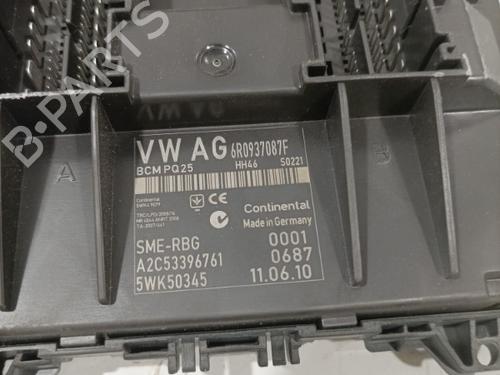 B-PARTS
A
VW AG 6R0937087F
BCM PQ25 HH46 S0221
Continental
Continental
Made in Germany
SME-RBG 0001
A2C53396761 0687
5WK50345 11.06.10